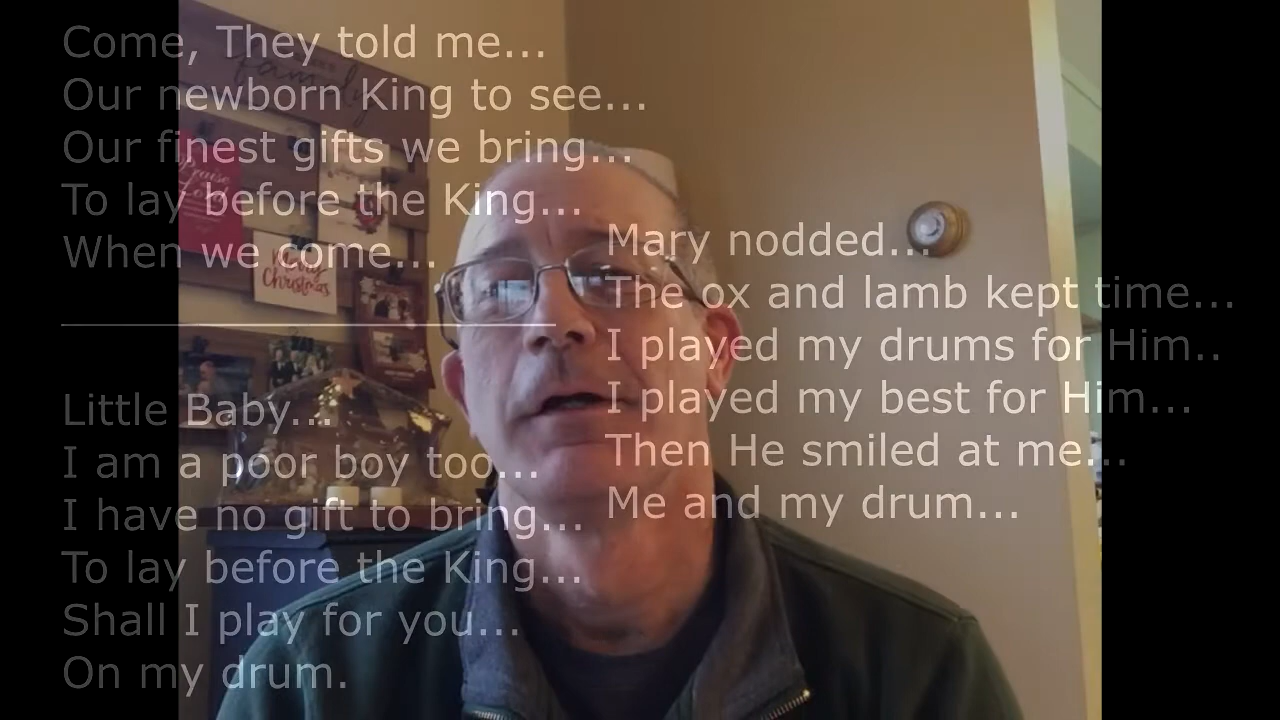 Come, They told me...
Our newborn King to see...
Our finest gifts we bring...
To lay before the King...
When we come...
Little Baby...
I am a poor boy too...
I have no gift to bring...
To lay before the King...
Shall I play for you...
On my drum.
Mary nodded...
The ox and lamb kept time...
I played my drums for Him..
I played my best for Him...
Then He smiled at me...
Me and my drum...
family
Praise
Lord
Merry
Christmas